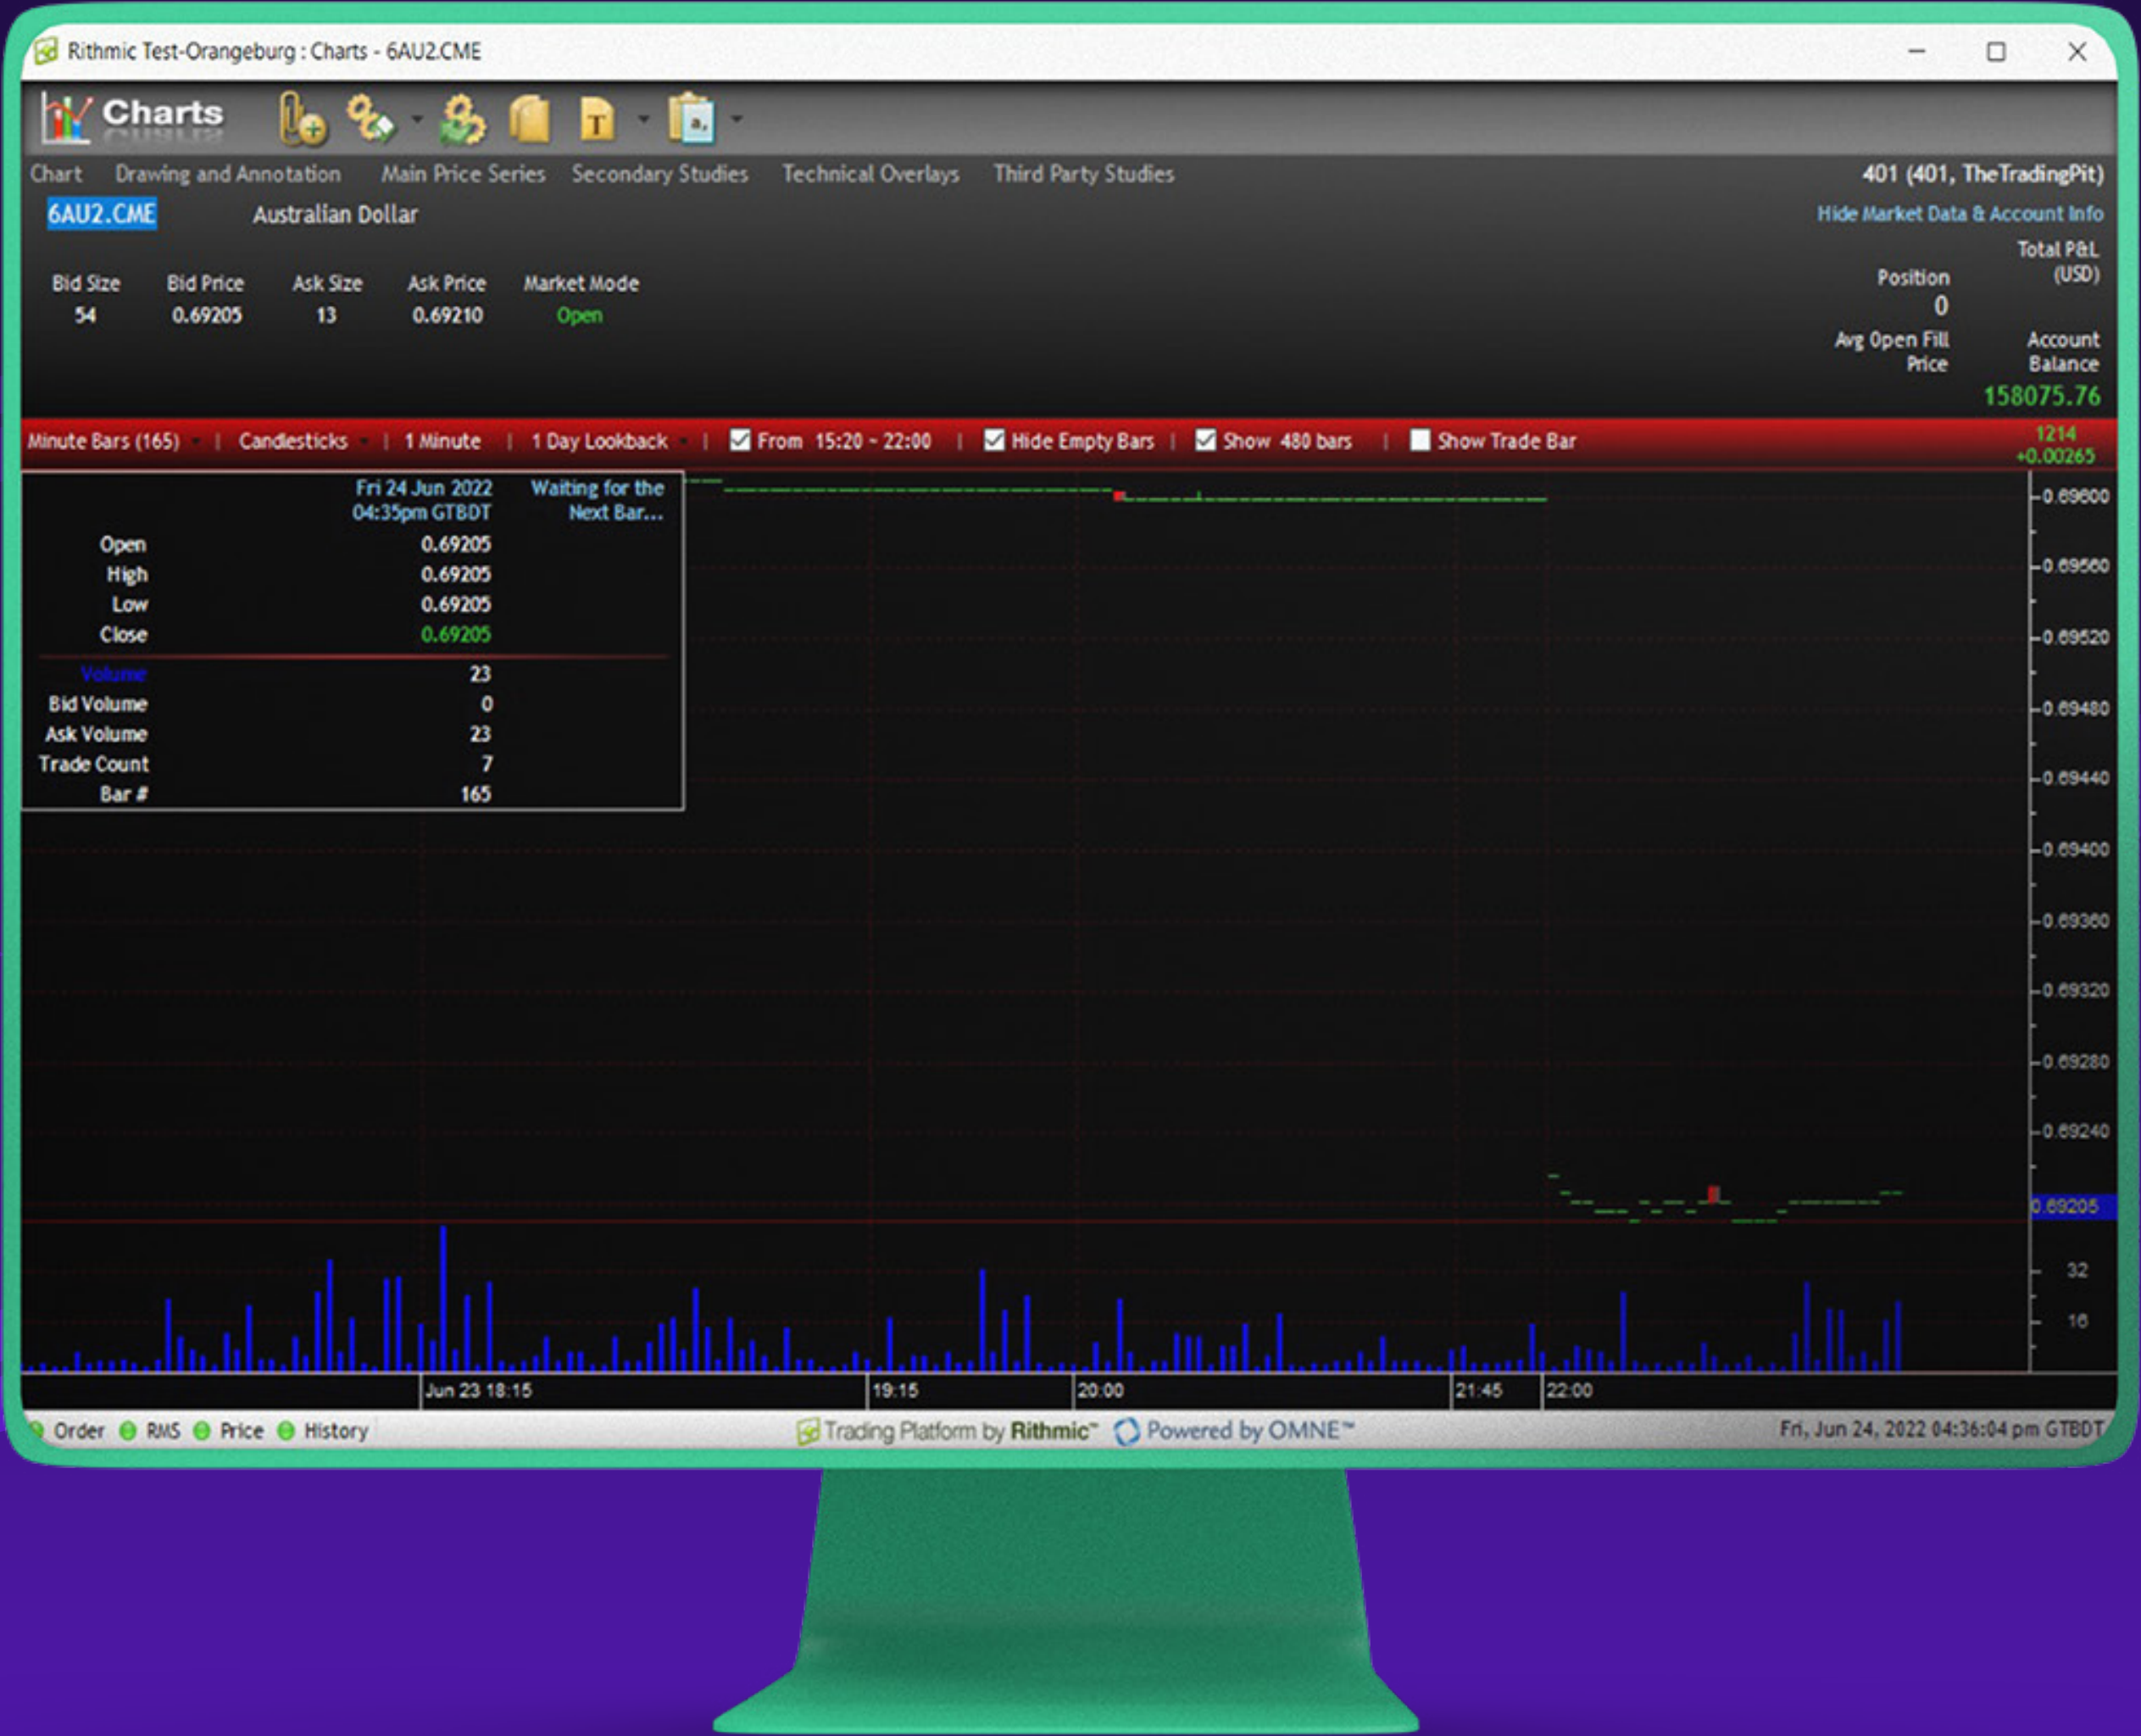 Rithmic Test-Orangeburg : Charts - 6AU2.CME
Charts
T
a,
Chart Drawing and Annotation Main Price Series Secondary Studies Technical Overlays Third Party Studies
401 (401, TheTradingPit)
6AU2.CME Australian Dollar
Hide Market Data & Account Info
Total P&L
(USD)
Position
0
Bid Size Bid Price Ask Size Ask Price Market Mode
54 0.69205 13 0.69210 Open
Avg Open Fill
Price
Account
Balance
158075.76
Minute Bars (165) | Candlesticks | 1 Minute | 1 Day Lookback | From 15:20 ~ 22:00 | Hide Empty Bars | Show 480 bars | Show Trade Bar
1214
+0.00265
Fri 24 Jun 2022
04:35pm GTBDT
Waiting for the
Next Bar...
Open 0.69205
High 0.69205
Low 0.69205
Close 0.69205
Volume 23
Bid Volume 0
Ask Volume 23
Trade Count 7
Bar # 165
0.69600
0.69560
0.69520
0.69480
0.69440
0.69400
0.69360
0.69320
0.69280
0.69240
0.69205
32
16
Jun 23 18:15 19:15 20:00 21:45 22:00
Order RMS Price History
Trading Platform by Rithmic™ Powered by OMNE™
Fri, Jun 24, 2022 04:36:04 pm GTBDT